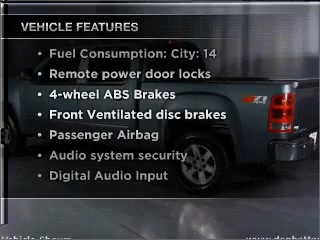 VEHICLE FEATURES
• Fuel Consumption: City: 14
• Remote power door locks
• 4-wheel ABS Brakes
• Front Ventilated disc brakes
• Passenger Airbag
• Audio system security
• Digital Audio Input